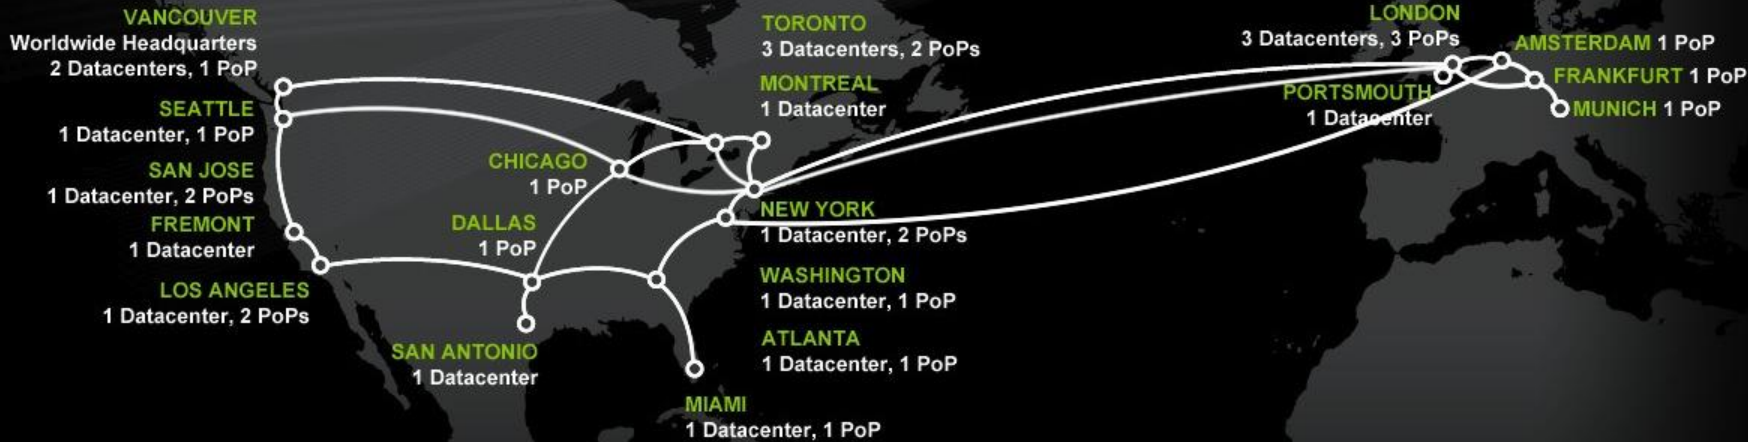 VANCOUVER
Worldwide Headquarters
2 Datacenters, 1 PoP
SEATTLE
1 Datacenter, 1 PoP
SAN JOSE
1 Datacenter, 2 PoPs
FREMONT
1 Datacenter
LOS ANGELES
1 Datacenter, 2 PoPs
CHICAGO
1 PoP
DALLAS
1 PoP
SAN ANTONIO
1 Datacenter
TORONTO
3 Datacenters, 2 PoPs
MONTREAL
1 Datacenter
NEW YORK
1 Datacenter, 2 PoPs
WASHINGTON
1 Datacenter, 1 PoP
ATLANTA
1 Datacenter, 1 PoP
MIAMI
1 Datacenter, 1 PoP
LONDON
3 Datacenters, 3 PoPs
AMSTERDAM 1 PoP
FRANKFURT 1 PoP
PORTSMOUTH
1 Datacenter
MUNICH 1 PoP